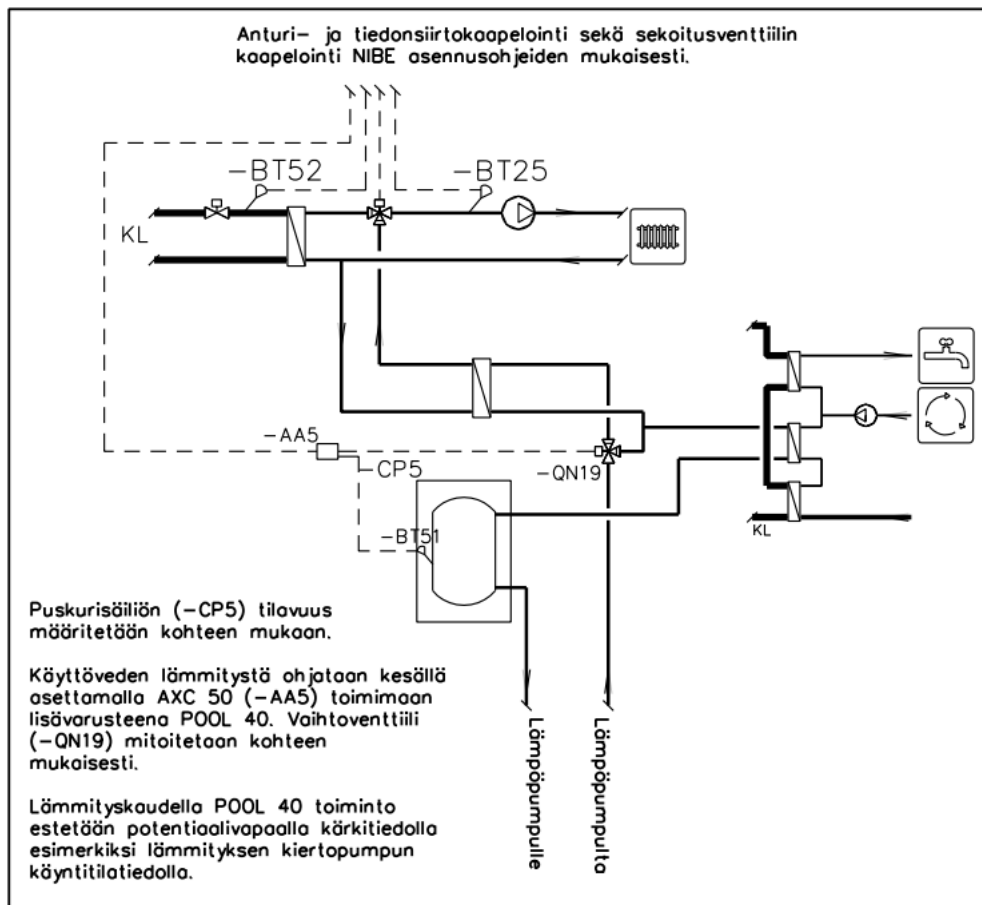 Anturi- ja tiedonsiirtokaapelointi sekä sekoitusventtiilin
kaapelointi NIBE asennusohjeiden mukaisesti.
-BT52
-BT25
KL
-AA5
-CP5
-QN19
-BT51
KL
Puskurisäiliön (-CP5) tilavuus
määritetään kohteen mukaan.
Käyttöveden lämmitystä ohjataan kesällä
asettamalla AXC 50 (-AA5) toimimaan
lisävarusteena POOL 40. Vaihtoventtiili
(-QN19) mitoitetaan kohteen
mukaisesti.
Lämmityskaudella POOL 40 toiminto
estetään potentiaalivapaalla kärkitiedolla
esimerkiksi lämmityksen kiertopumpun
käyntitilatiedolla.
Lämpöpumpulle
Lämpöpumpulta